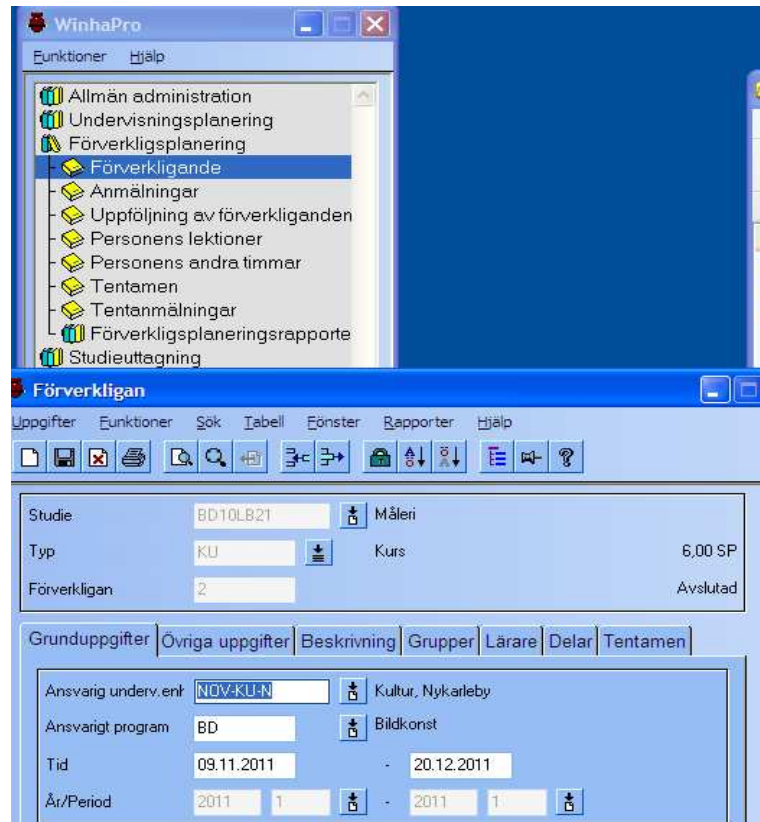 WinhaPro
Funktioner Hjälp
Allmän administration
Undervisningsplanering
Förverkligsplanering
Förverkligande
Anmälningar
Uppföljning av förverkliganden
Personens lektioner
Personens andra timmar
Tentamen
Tentanmälningar
Förverkligsplaneringsrapporte
Studieuttagning
Förverkligan
Uppgifter Funktioner Sök Tabell Fönster Rapporter Hjälp
Studie BD10LB21 Måleri
Typ KU Kurs 6,00 SP
Förverkligan 2 Avslutad
Grunduppgifter Övriga uppgifter Beskrivning Grupper Lärare Delar Tentamen
Ansvarig underv.enh NOV-KU-N Kultur, Nykarleby
Ansvarigt program BD Bildkonst
Tid 09.11.2011 - 20.12.2011
År/Period 2011 1 - 2011 1